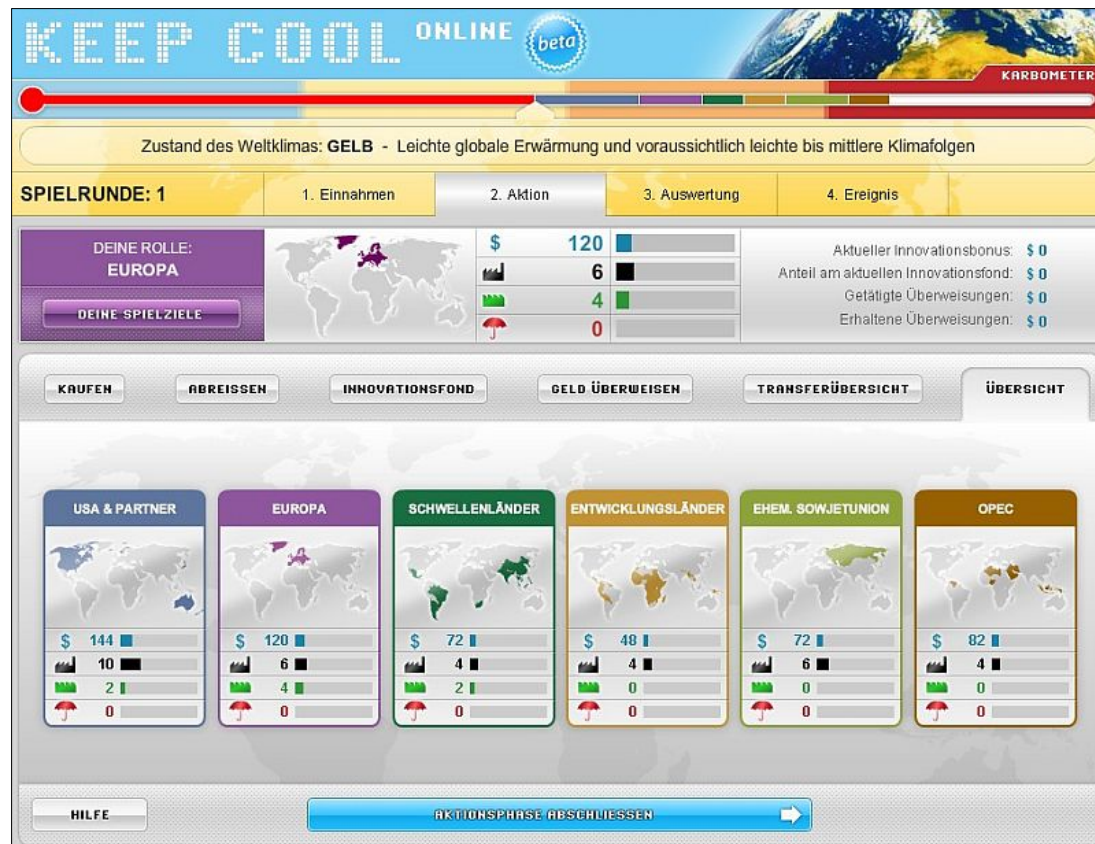 KEEP COOL ONLINE beta
KARBOMETER
Zustand des Weltklimas: GELB - Leichte globale Erwärmung und voraussichtlich leichte bis mittlere Klimafolgen
SPIELRUNDE: 1 1. Einnahmen 2. Aktion 3. Auswertung 4. Ereignis
DEINE ROLLE:
EUROPA
DEINE SPIELZIELE
$ 120
6
4
0
Aktueller Innovationsbonus: $ 0
Anteil am aktuellen Innovationsfond: $ 0
Getätigte Überweisungen: $ 0
Erhaltene Überweisungen: $ 0
KAUFEN ABREISSEN INNOVATIONSFOND GELD ÜBERWEISEN TRANSFERÜBERSICHT ÜBERSICHT
USA & PARTNER
$ 144
10
2
0
EUROPA
$ 120
6
4
0
SCHWELLENLÄNDER
$ 72
4
2
0
ENTWICKLUNGSLÄNDER
$ 48
4
0
0
EHEM. SOWJETUNION
$ 72
6
0
0
OPEC
$ 82
4
0
0
HILFE AKTIONSPHASE ABSCHLIESSEN